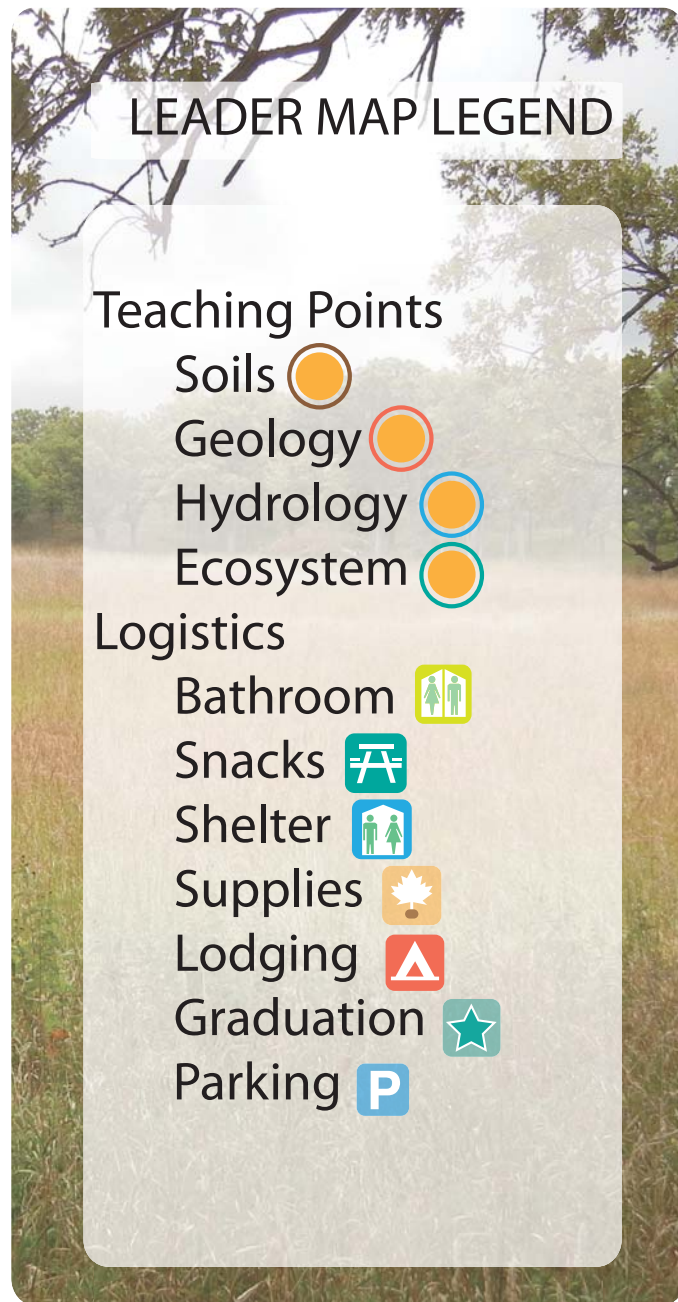 LEADER MAP LEGEND
Teaching Points
Soils
Geology
Hydrology
Ecosystem
Logistics
Bathroom
Snacks
Shelter
Supplies
Lodging
Graduation
Parking P